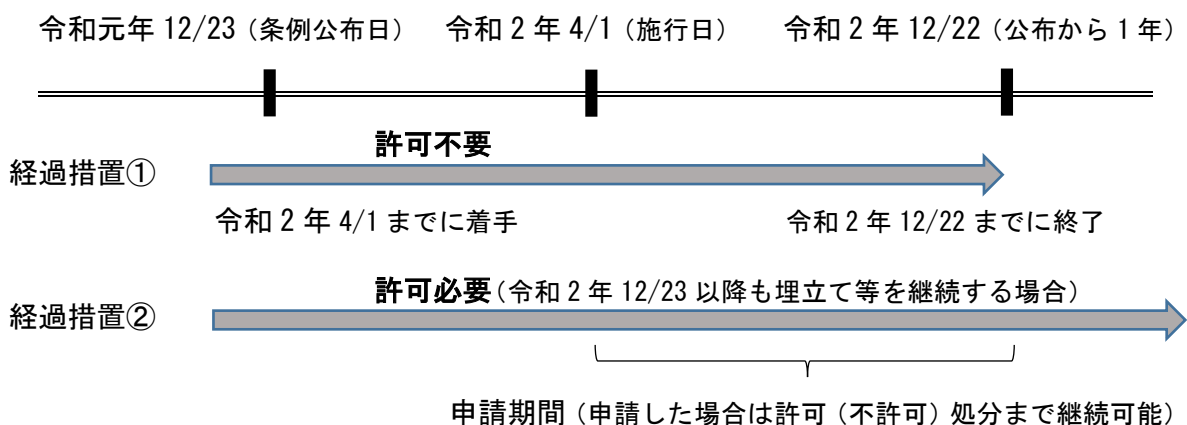 令和元年 12/23（条例公布日） 令和 2 年 4/1（施行日） 令和 2 年 12/22（公布から 1 年）
許可不要
経過措置①
令和 2 年 4/1 までに着手 令和 2 年 12/22 までに終了
許可必要（令和 2 年 12/23 以降も埋立て等を継続する場合）
経過措置②
申請期間（申請した場合は許可（不許可）処分まで継続可能）